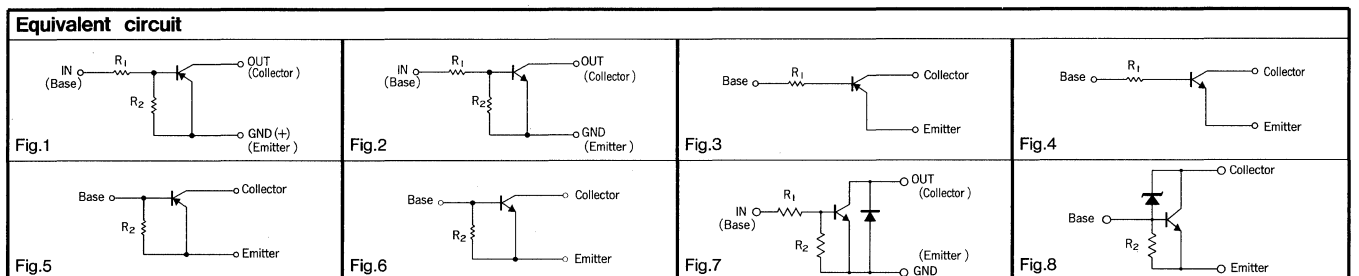 Equivalent circuit
IN
(Base)
R1
R2
OUT
(Collector)
GND (+)
(Emitter)
Fig.1
IN
(Base)
R1
R2
OUT
(Collector)
GND
(Emitter)
Fig.2
Base
R1
Collector
Emitter
Fig.3
Base
R1
Collector
Emitter
Fig.4
Base
R2
Collector
Emitter
Fig.5
Base
R2
Collector
Emitter
Fig.6
IN
(Base)
R1
R2
OUT
(Collector)
(Emitter)
GND
Fig.7
Base
R2
Collector
Emitter
Fig.8